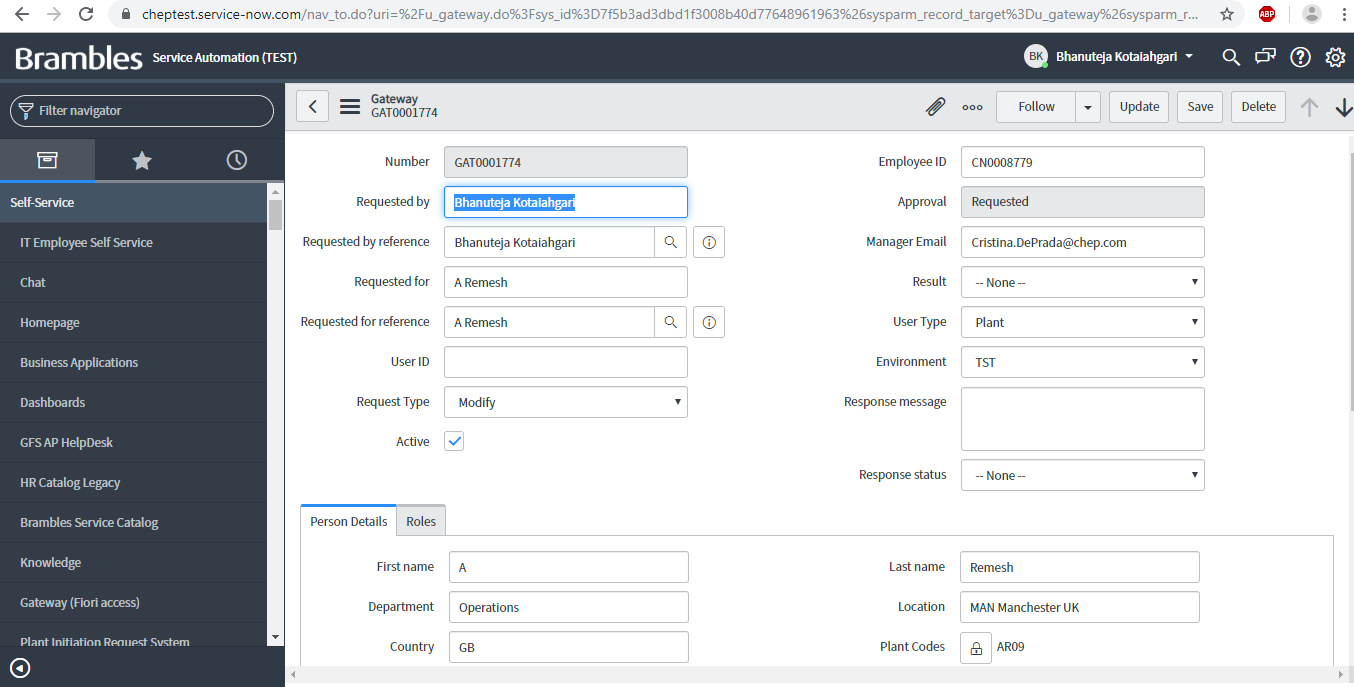 cheptest.service-now.com/nav_to.do?uri=%2Fu_gateway.do%3Fsys_id%3D7f5b3ad3dbd1f3008b40d77648961963%26sysparm_record_target%3Du_gateway%26sysparm_r...
ABP
Brambles Service Automation (TEST)
BK Bhanuteja Kotaiahgari
Filter navigator
Self-Service
IT Employee Self Service
Chat
Homepage
Business Applications
Dashboards
GFS AP HelpDesk
HR Catalog Legacy
Brambles Service Catalog
Knowledge
Gateway (Fiori access)
Plant Initiation Request System
Gateway
GAT0001774
Follow
Update
Save
Delete
Number GAT0001774
Requested by Bhanuteja Kotaiahgari
Requested by reference Bhanuteja Kotaiahgari
Requested for A Remesh
Requested for reference A Remesh
User ID
Request Type Modify
Active
Employee ID CN0008779
Approval Requested
Manager Email Cristina.DePrada@chep.com
Result -- None --
User Type Plant
Environment TST
Response message
Response status -- None --
Person Details
Roles
First name A
Department Operations
Country GB
Last name Remesh
Location MAN Manchester UK
Plant Codes AR09